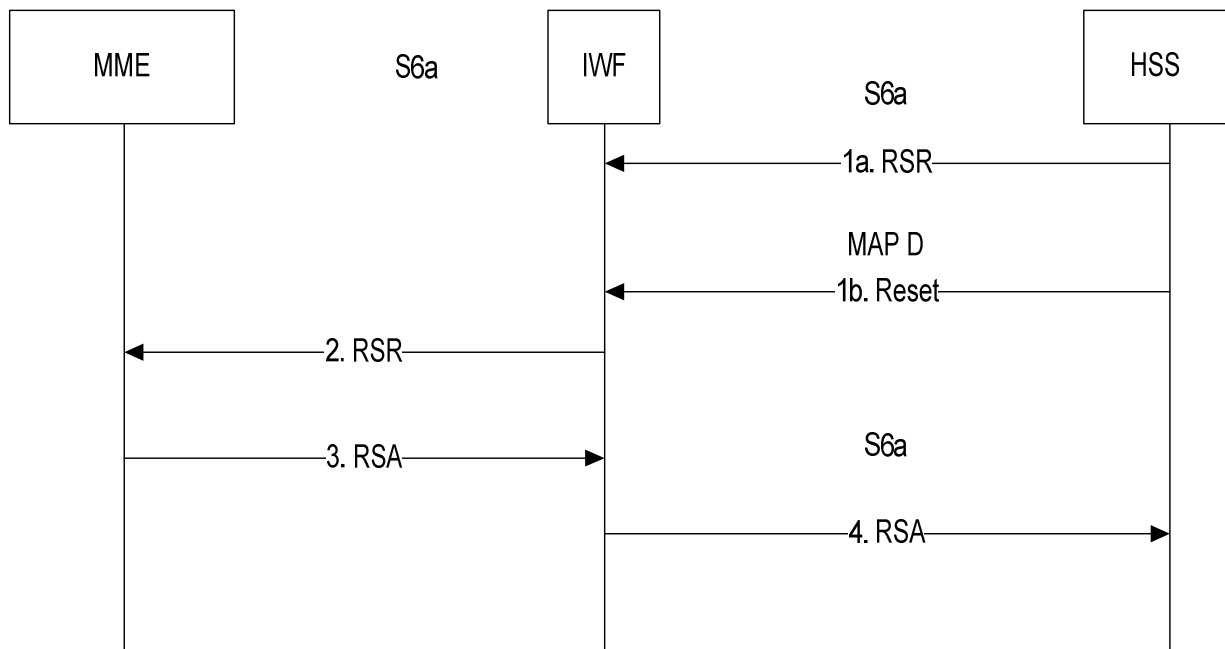 MME
S6a
IWF
HSS
S6a
1a. RSR
MAP D
1b. Reset
2. RSR
3. RSA
S6a
4. RSA